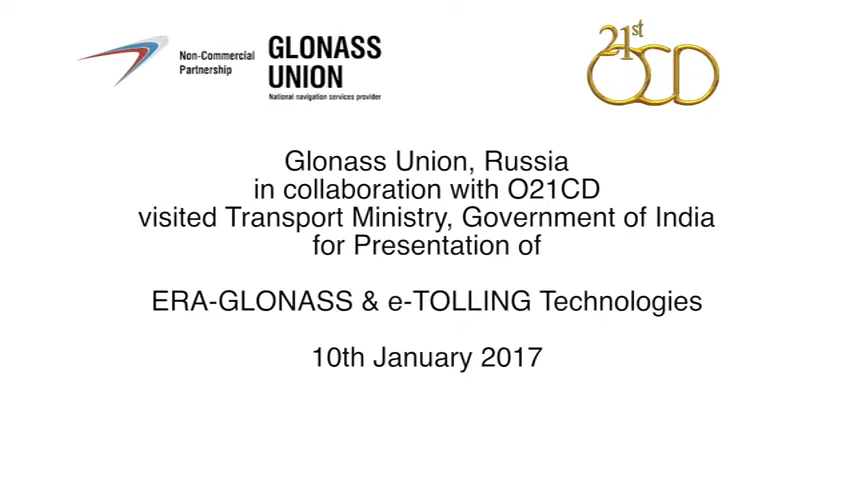 Non-Commercial
Partnership
GLONASS
UNION
National navigation services provider
21st
OCD
Glonass Union, Russia
in collaboration with O21CD
visited Transport Ministry, Government of India
for Presentation of
ERA-GLONASS & e-TOLLING Technologies
10th January 2017